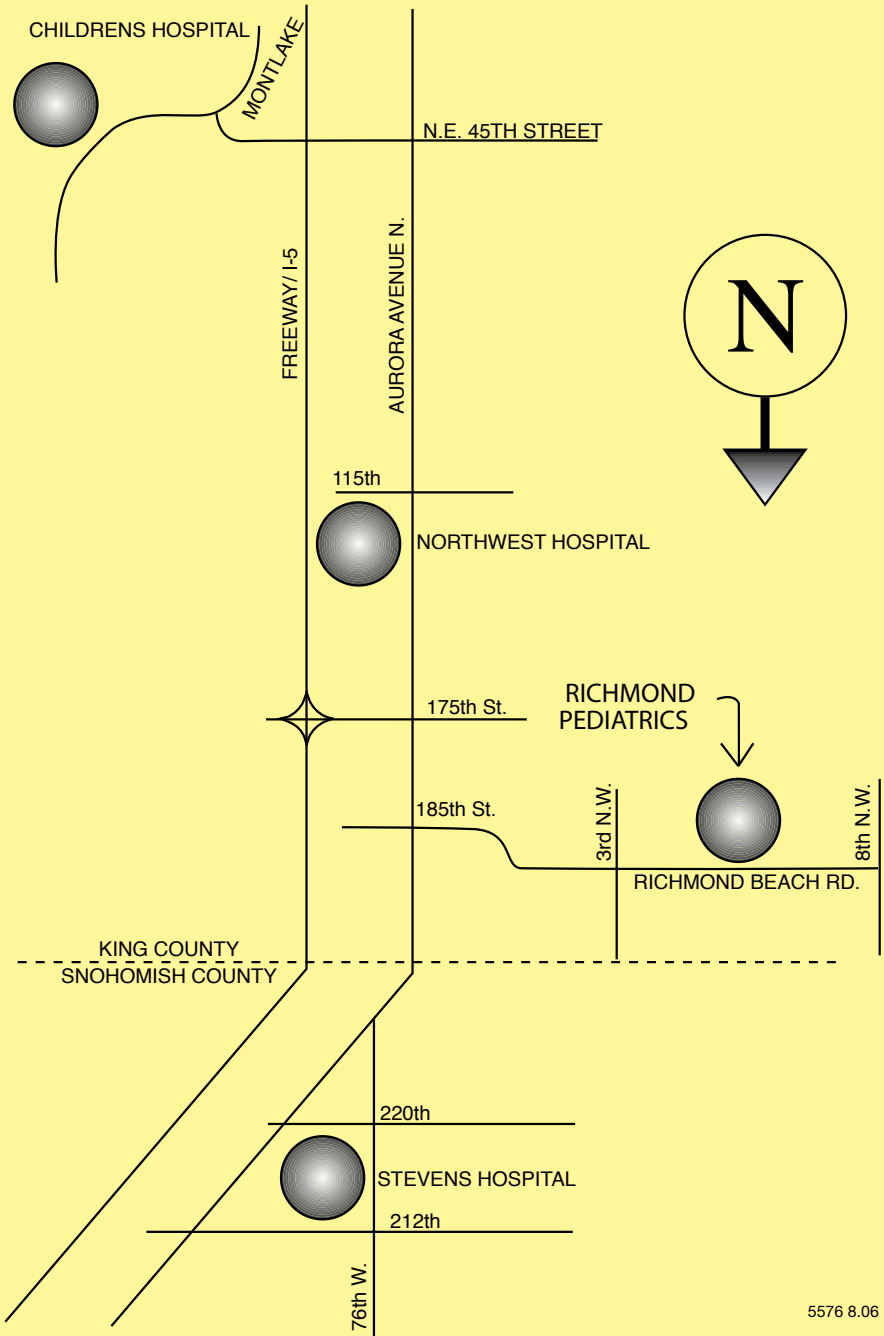 CHILDRENS HOSPITAL
MONTLAKE
N.E. 45TH STREET
FREEWAY/ I-5
AURORA AVENUE N.
N
115th
NORTHWEST HOSPITAL
RICHMOND
PEDIATRICS
175th St.
185th St.
3rd N.W.
8th N.W.
RICHMOND BEACH RD.
KING COUNTY
SNOHOMISH COUNTY
220th
STEVENS HOSPITAL
212th
76th W.
5576 8.06